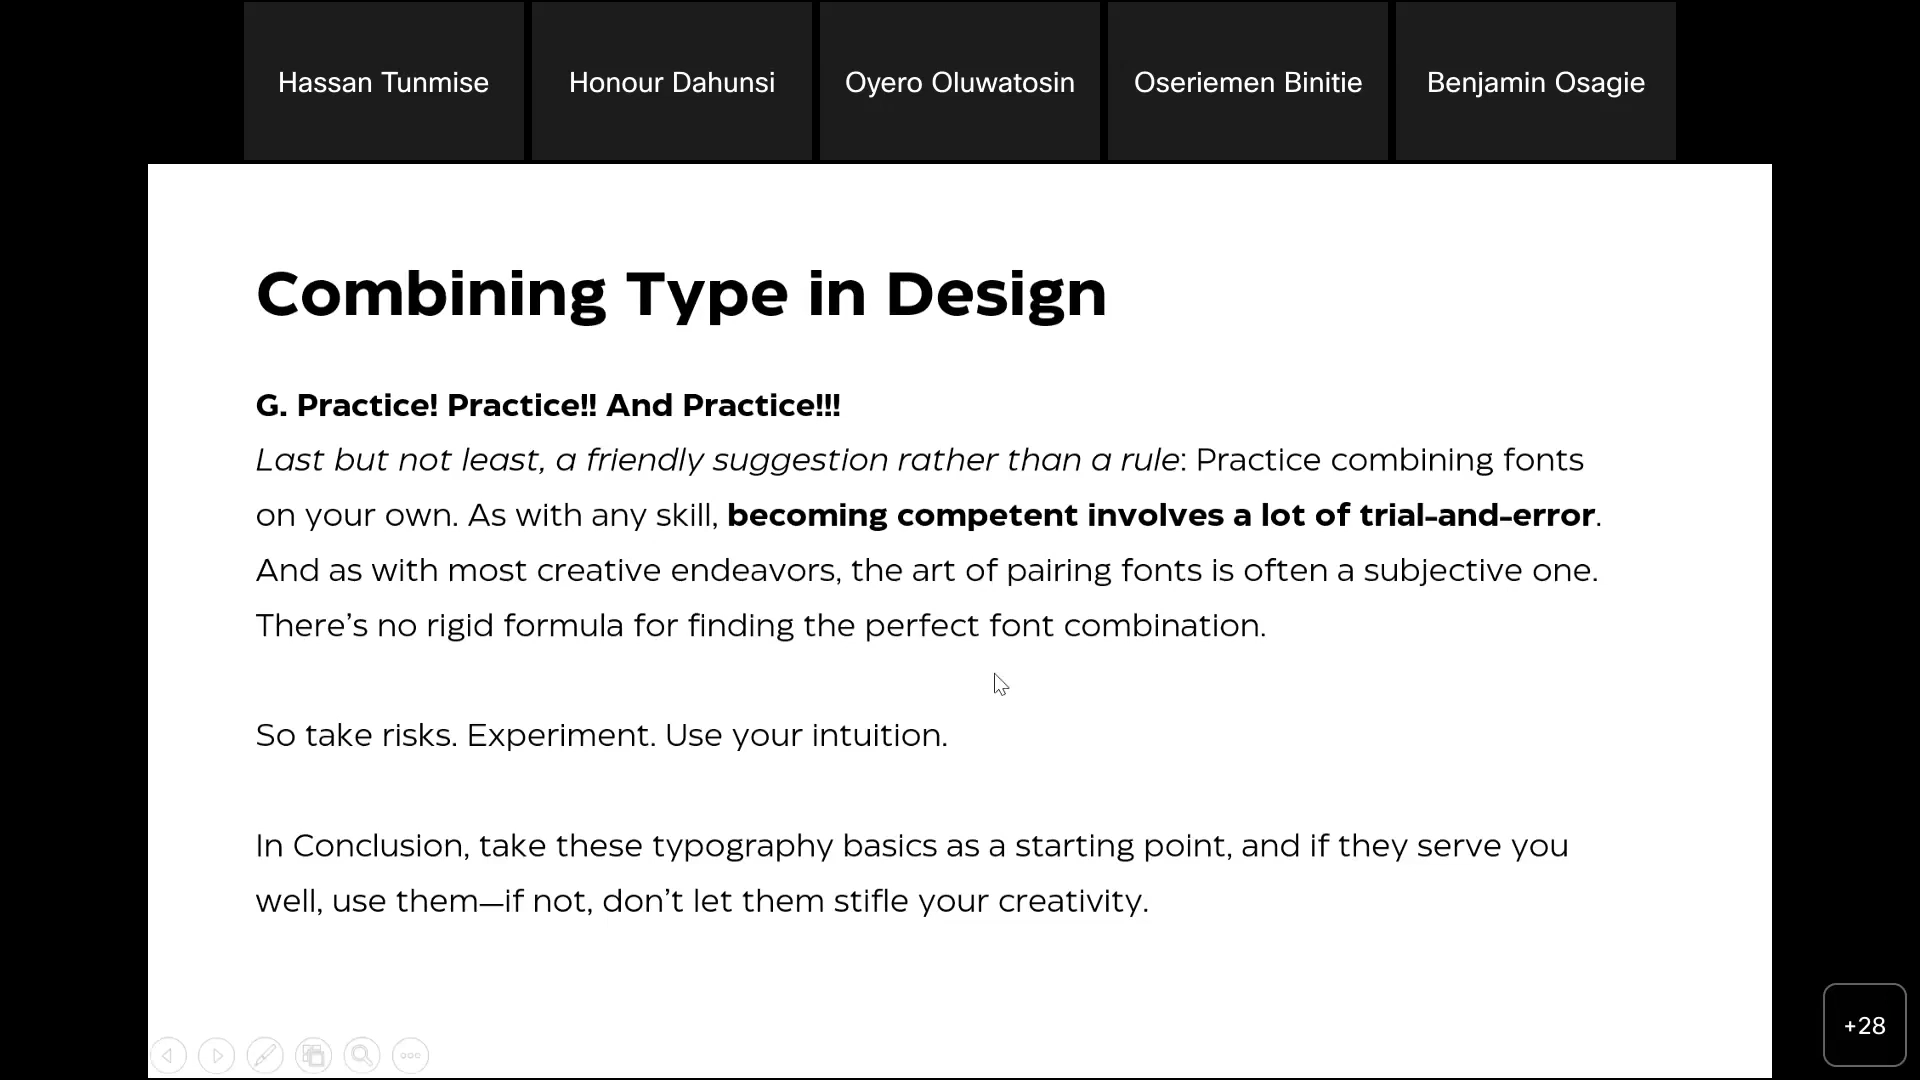 Hassan Tunmise
Honour Dahunsi
Oyero Oluwatosin
Oseriemen Binitie
Benjamin Osagie
Combining Type in Design
G. Practice! Practice!! And Practice!!!
Last but not least, a friendly suggestion rather than a rule: Practice combining fonts
on your own. As with any skill, becoming competent involves a lot of trial-and-error.
And as with most creative endeavors, the art of pairing fonts is often a subjective one.
There’s no rigid formula for finding the perfect font combination.
So take risks. Experiment. Use your intuition.
In Conclusion, take these typography basics as a starting point, and if they serve you
well, use them—if not, don’t let them stifle your creativity.
+28